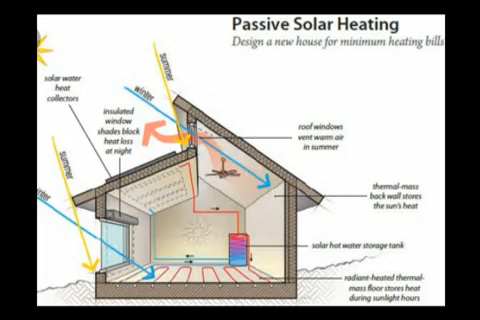 Passive Solar Heating
Design a new house for minimum heating bills
solar water
heat
collectors
summer
winter
insulated
window
shades block
heat loss
at night
roof windows
vent warm air
in summer
summer
thermal-mass
back wall stores
the sun's heat
solar hot water storage tank
radiant-heated thermal-
mass floor stores heat
during sunlight hours